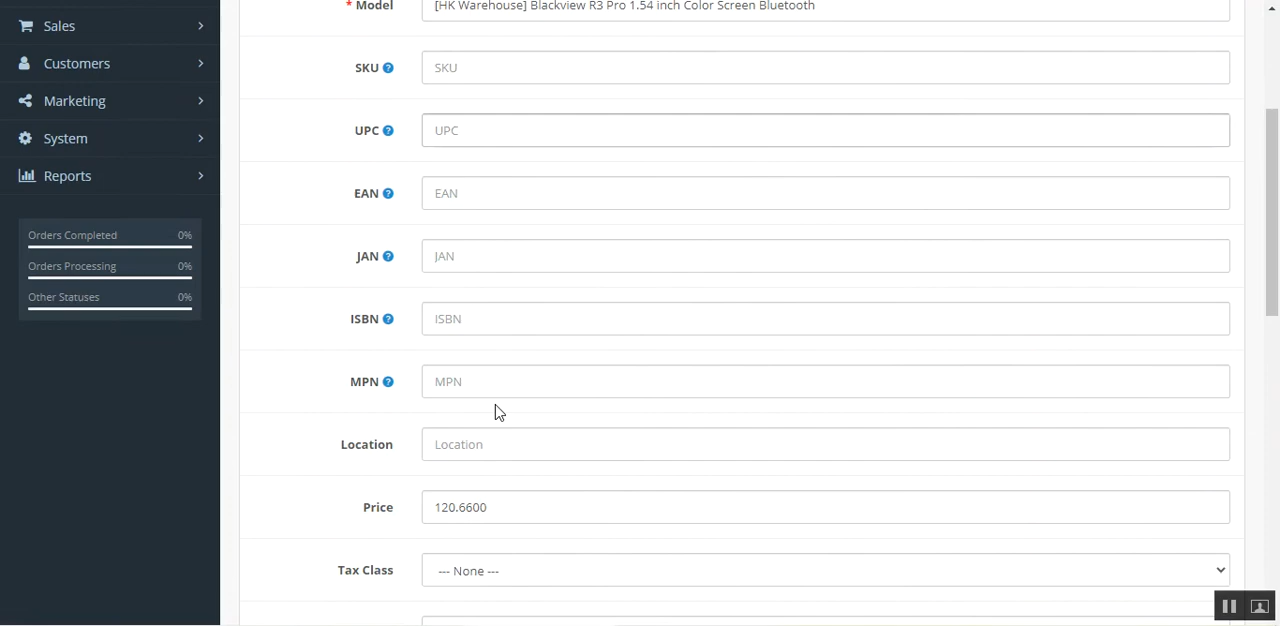 * Model [HK Warehouse] Blackview R3 Pro 1.54 inch Color Screen Bluetooth
Sales
SKU SKU
Customers
Marketing
UPC UPC
System
Reports
EAN EAN
Orders Completed 0%
JAN JAN
Orders Processing 0%
Other Statuses 0%
ISBN ISBN
MPN MPN
Location Location
Price 120.6600
Tax Class --- None ---